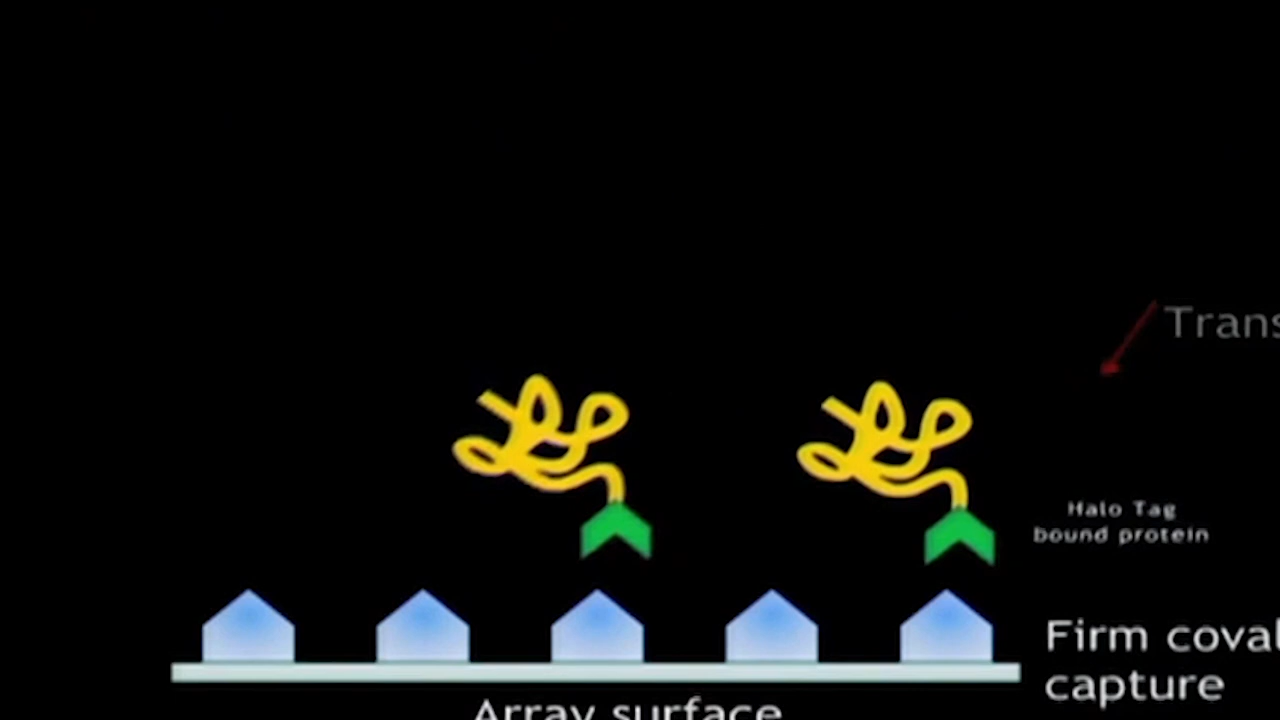 Trans
Halo Tag
bound protein
Firm coval
capture
Array surface